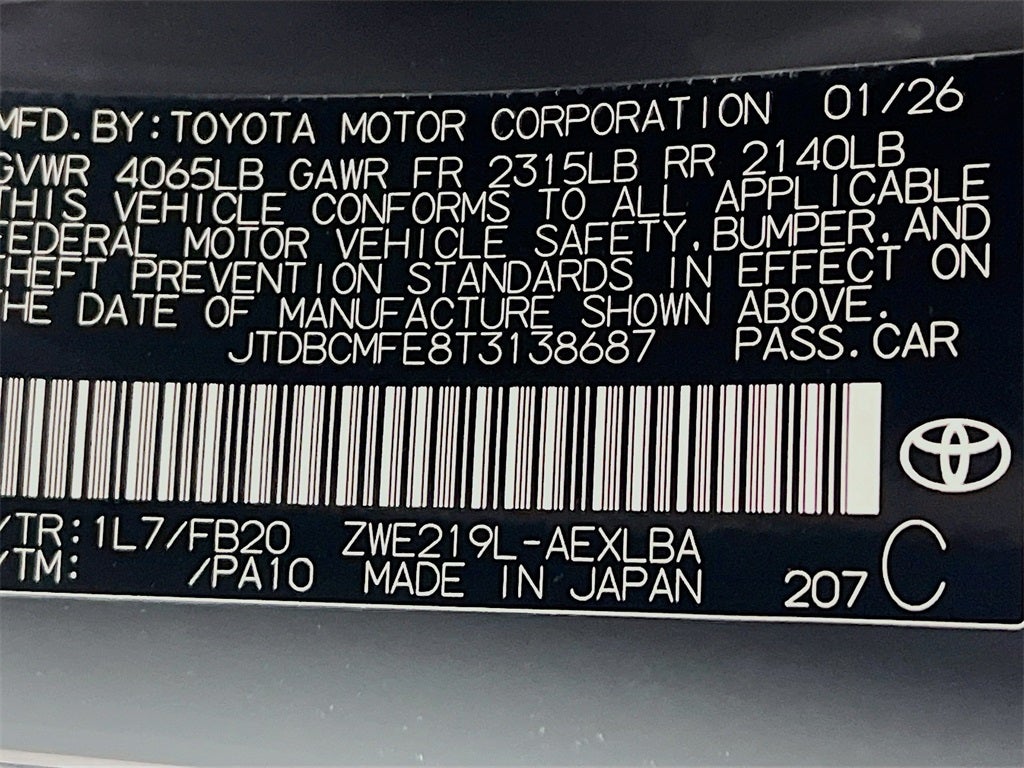 MFD. BY: TOYOTA MOTOR CORPORATION 01/26
GVWR 4065LB GAWR FR 2315LB RR 2140LB
THIS VEHICLE CONFORMS TO ALL APPLICABLE
FEDERAL MOTOR VEHICLE SAFETY, BUMPER, AND
THEFT PREVENTION STANDARDS IN EFFECT ON
THE DATE OF MANUFACTURE SHOWN ABOVE.
JTDBCMFE8T3138687 PASS. CAR
/TR: 1L7/FB20 ZWE219L-AEXLBA C
/TM: /PA10 MADE IN JAPAN 207